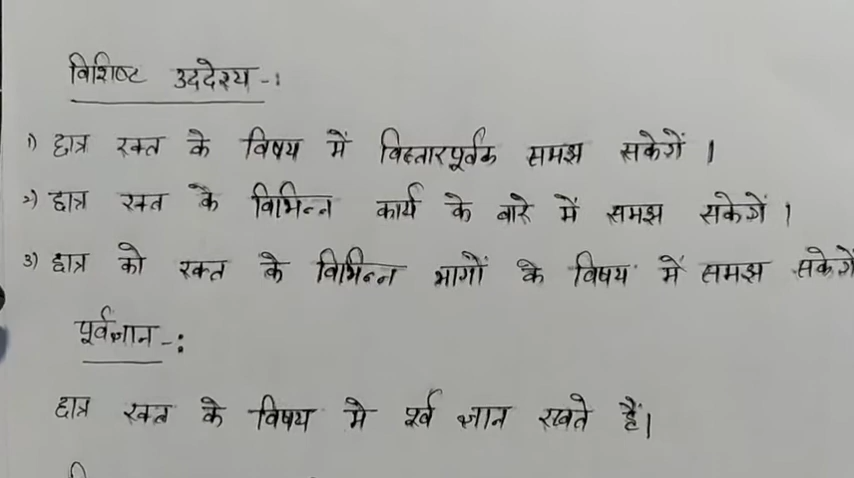 विशिष्ट उददेश्य -:
1) छात्र रक्त के विषय में विस्तारपूर्वक समझ सकेगें ।
2) छात्र रक्त के विभिन्न कार्य के बारे में समझ सकेगें ।
3) छात्र को रक्त के विभिन्न भागों के विषय में समझ सकेगें
पूर्वज्ञान -:
छात्र रक्त के विषय मे पूर्व ज्ञान रखते हैं।